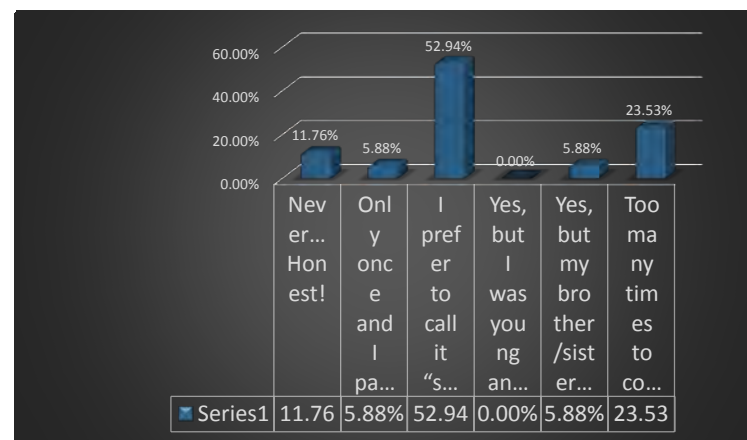 60.00%
40.00%
20.00%
0.00%
11.76%
5.88%
52.94%
0.00%
5.88%
23.53%
Nev
er…
Hon
est!
Onl
y
onc
e
and
I
pa…
I
pref
er
to
call
it
“s…
Yes,
but
I
was
you
ng
an…
Yes,
but
my
bro
ther
/sist
er…
Too
ma
ny
tim
es
to
co…
Series1 11.76 5.88% 52.94 0.00% 5.88% 23.53